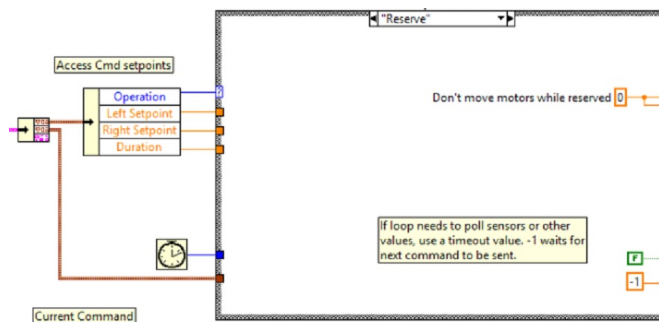 "Reserve"
Access Cmd setpoints
Operation
Left Setpoint
Right Setpoint
Duration
?
Don't move motors while reserved 0
If loop needs to poll sensors or other
values, use a timeout value. -1 waits for
next command to be sent.
F
-1
Current Command